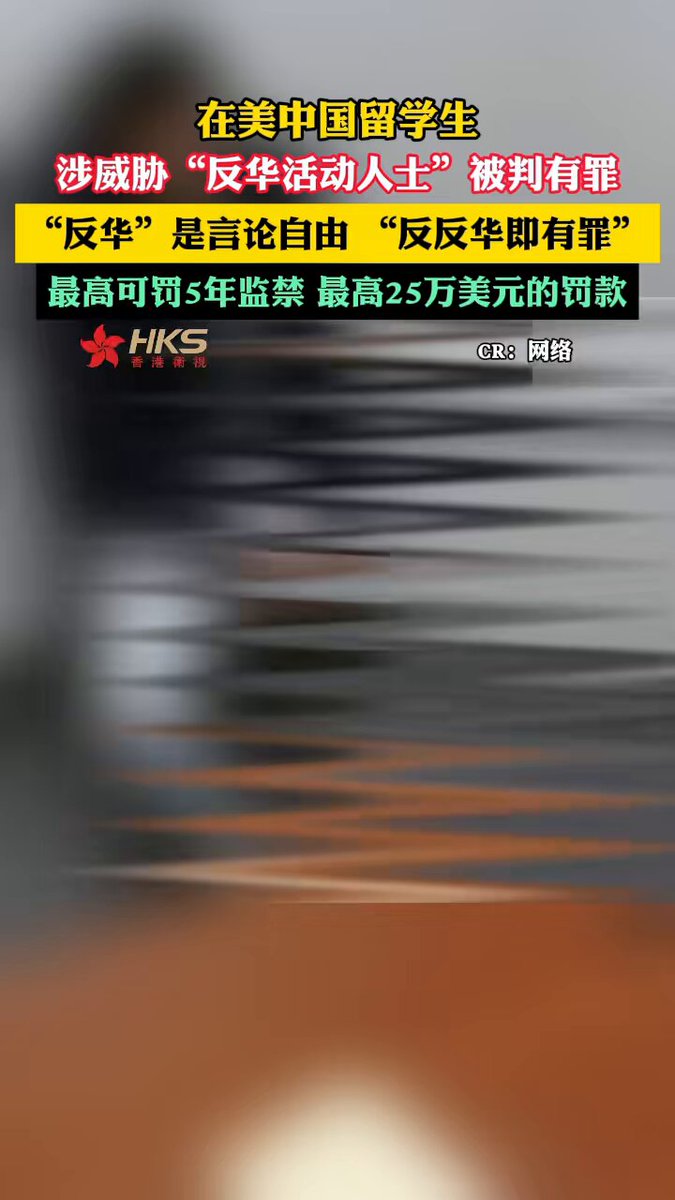 在美中国留学生
涉威胁“反华活动人士”被判有罪
“反华”是言论自由 “反反华即有罪”
最高可罚5年监禁 最高25万美元的罚款
HKS
香港衛視
CR：网络